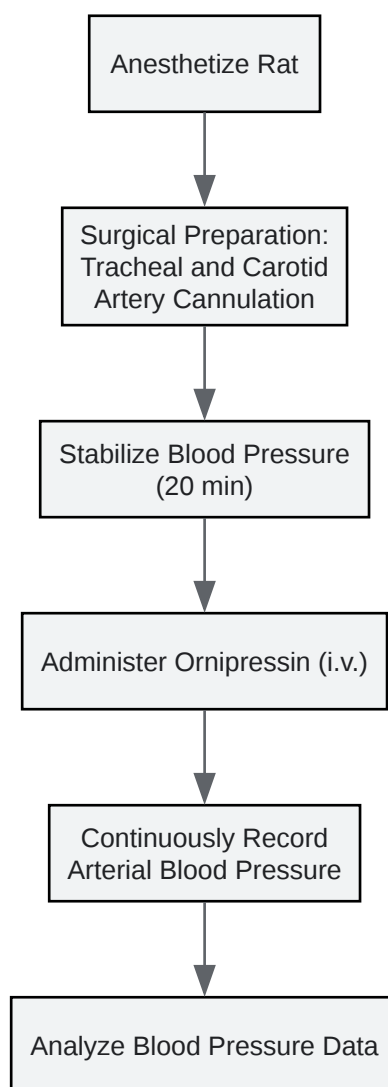 Anesthetize Rat
Surgical Preparation:
Tracheal and Carotid
Artery Cannulation
Stabilize Blood Pressure
(20 min)
Administer Ornipressin (i.v.)
Continuously Record
Arterial Blood Pressure
Analyze Blood Pressure Data